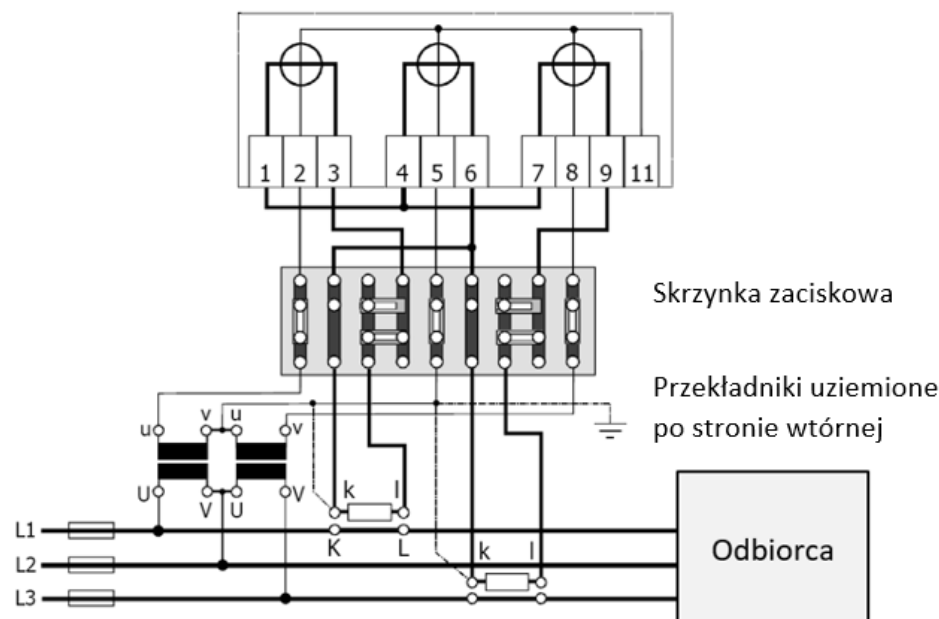 1 2 3 4 5 6 7 8 9 11
Skrzynka zaciskowa
Przekładniki uziemione
po stronie wtórnej
u v u v
U V U V
k l
K L
k l
L1
L2
L3
Odbiorca